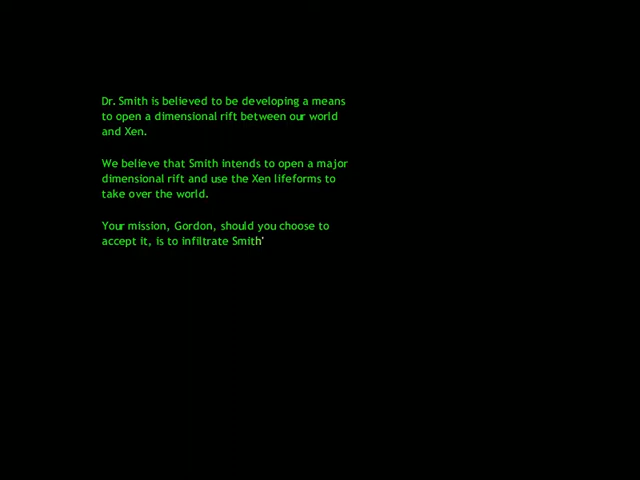 Dr. Smith is believed to be developing a means
to open a dimensional rift between our world
and Xen.
We believe that Smith intends to open a major
dimensional rift and use the Xen lifeforms to
take over the world.
Your mission, Gordon, should you choose to
accept it, is to infiltrate Smith'